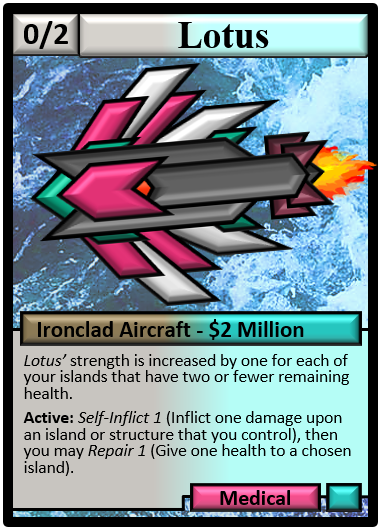 0/2 Lotus
Ironclad Aircraft - $2 Million
Lotus’ strength is increased by one for each of
your islands that have two or fewer remaining
health.
Active: Self-Inflict 1 (Inflict one damage upon
an island or structure that you control), then
you may Repair 1 (Give one health to a chosen
island).
Medical